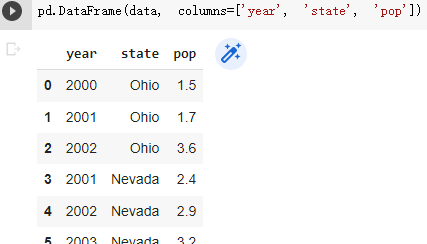 pd.DataFrame(data, columns=['year', 'state', 'pop'])
year state pop
0 2000 Ohio 1.5
1 2001 Ohio 1.7
2 2002 Ohio 3.6
3 2001 Nevada 2.4
4 2002 Nevada 2.9
5 2003 Nevada 3.2